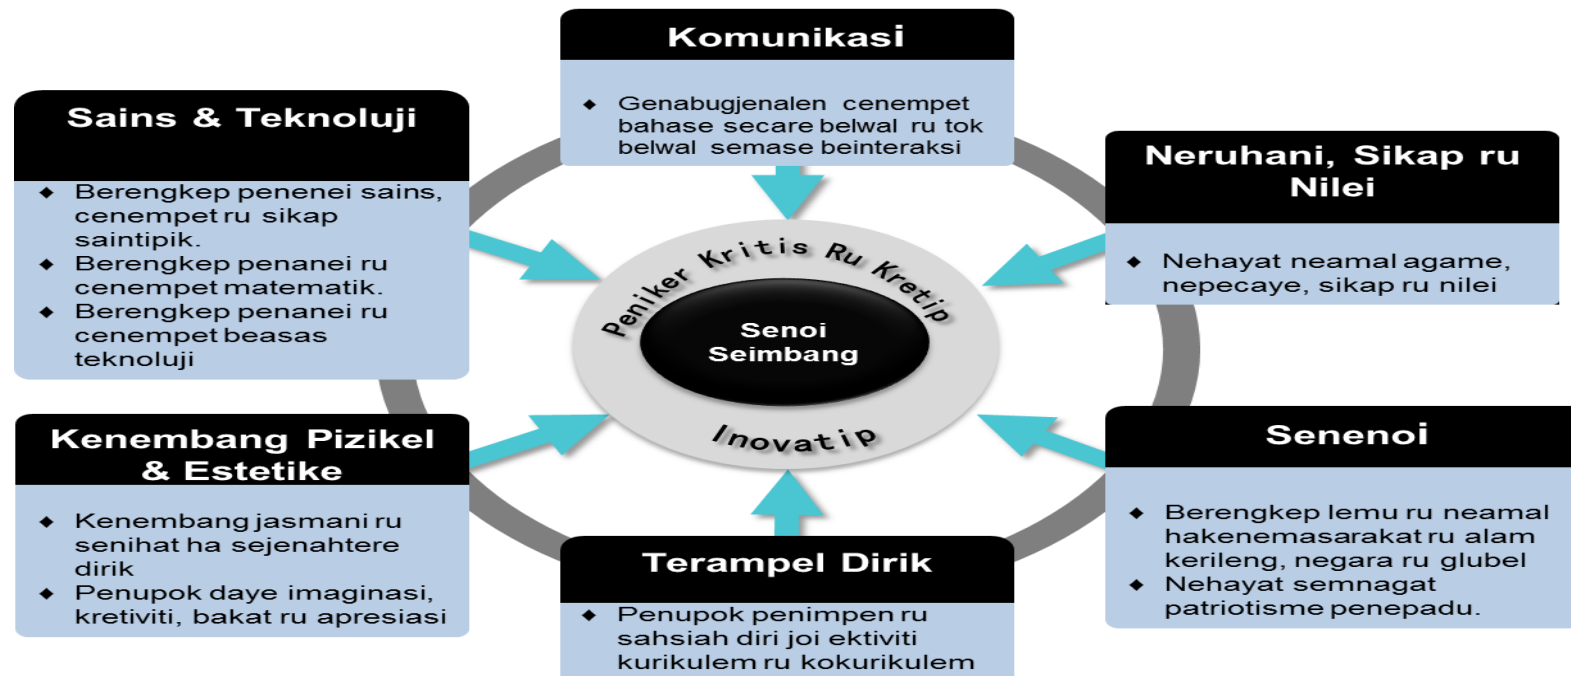 Komunikasi
◆ Genabugjenalen cenempet
bahase secare belwal ru tok
belwal semase beinteraksi
Sains & Teknoluji
◆ Berengkep penenei sains,
cenempet ru sikap
saintipik.
◆ Berengkep penanei ru
cenempet matematik.
◆ Berengkep penanei ru
cenempet beasas
teknoluji
Neruhani, Sikap ru
Nilei
◆ Nehayat neamal agame,
nepecaye, sikap ru nilei
Peniker Kritis Ru Kretip
Senoi
Seimbang
Inovatip
Kenembang Pizikel
& Estetike
◆ Kenembang jasmani ru
senihat ha sejenahtere
dirik
◆ Penupok daye imaginasi,
kretiviti, bakat ru apresiasi
Terampel Dirik
◆ Penupok penimpen ru
sahsiah diri joi ektiviti
kurikulem ru kokurikulem
Senenoi
◆ Berengkep lemu ru neamal
hakenemasarakat ru alam
kerileng, negara ru glubel
◆ Nehayat semnagat
patriotisme penepadu.